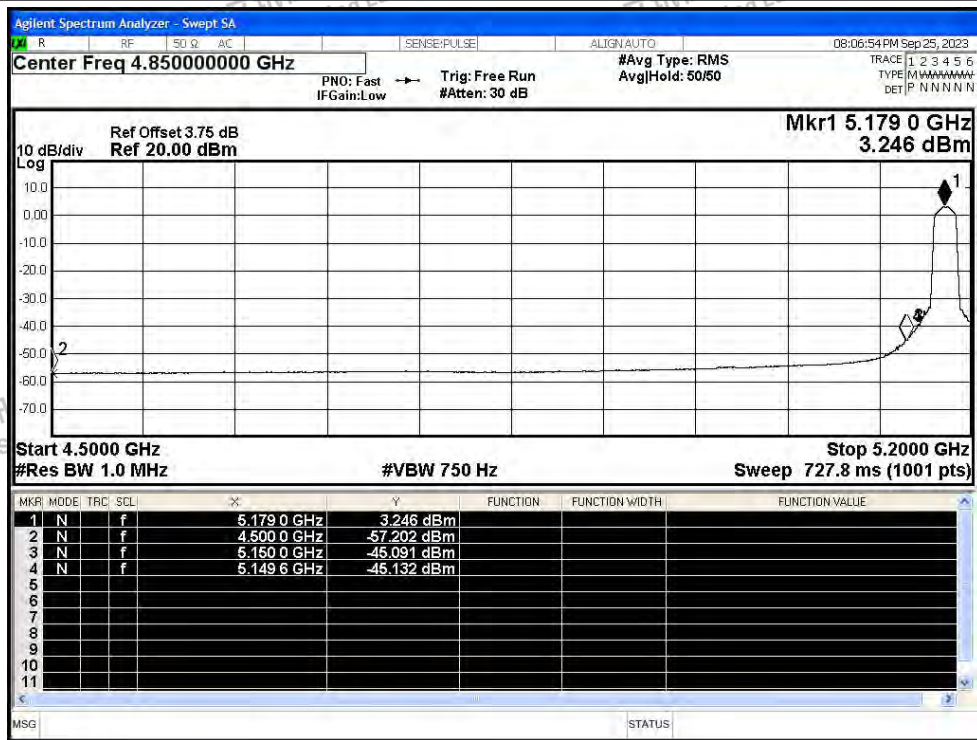 Agilent Spectrum Analyzer - Swept SA
R RF 50 Ω AC SENSE:PULSE ALIGN AUTO 08:06:54 PM Sep 25, 2023
Center Freq 4.850000000 GHz
PNO: Fast
IFGain:Low
Trig: Free Run
#Atten: 30 dB
#Avg Type: RMS
Avg|Hold: 50/50
TRACE 1 2 3 4 5 6
TYPE M
DET P N N N N N
Mkr1 5.179 0 GHz
3.246 dBm
Ref Offset 3.75 dB
10 dB/div Ref 20.00 dBm
Log
10.0
0.00
-10.0
-20.0
-30.0
-40.0
-50.0
-60.0
-70.0
1
2
Start 4.5000 GHz Stop 5.2000 GHz
#Res BW 1.0 MHz #VBW 750 Hz Sweep 727.8 ms (1001 pts)
MKR MODE TRC SCL X Y FUNCTION FUNCTION WIDTH FUNCTION VALUE
1 N f 5.179 0 GHz 3.246 dBm
2 N f 4.500 0 GHz -57.202 dBm
3 N f 5.150 0 GHz -45.091 dBm
4 N f 5.149 6 GHz -45.132 dBm
5
6
7
8
9
10
11
MSG STATUS